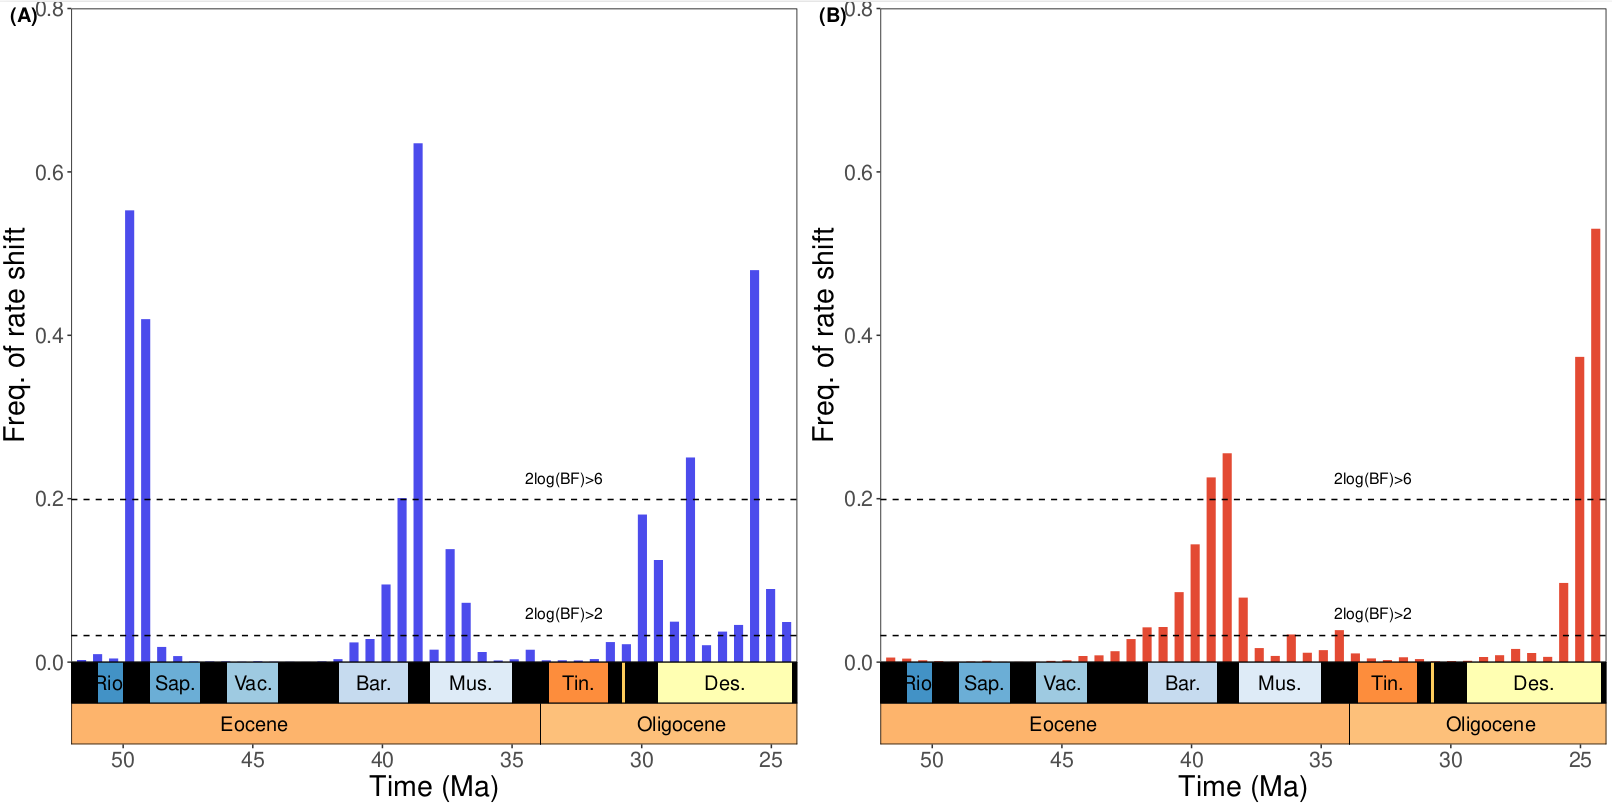 (A)
0.8
0.6
0.4
0.2
0.0
Freq. of rate shift
2log(BF)>6
2log(BF)>2
Rio Sap. Vac. Bar. Mus. Tin. Des.
Eocene Oligocene
50 45 40 35 30 25
Time (Ma)
(B)
0.8
0.6
0.4
0.2
0.0
Freq. of rate shift
2log(BF)>6
2log(BF)>2
Rio Sap. Vac. Bar. Mus. Tin. Des.
Eocene Oligocene
50 45 40 35 30 25
Time (Ma)